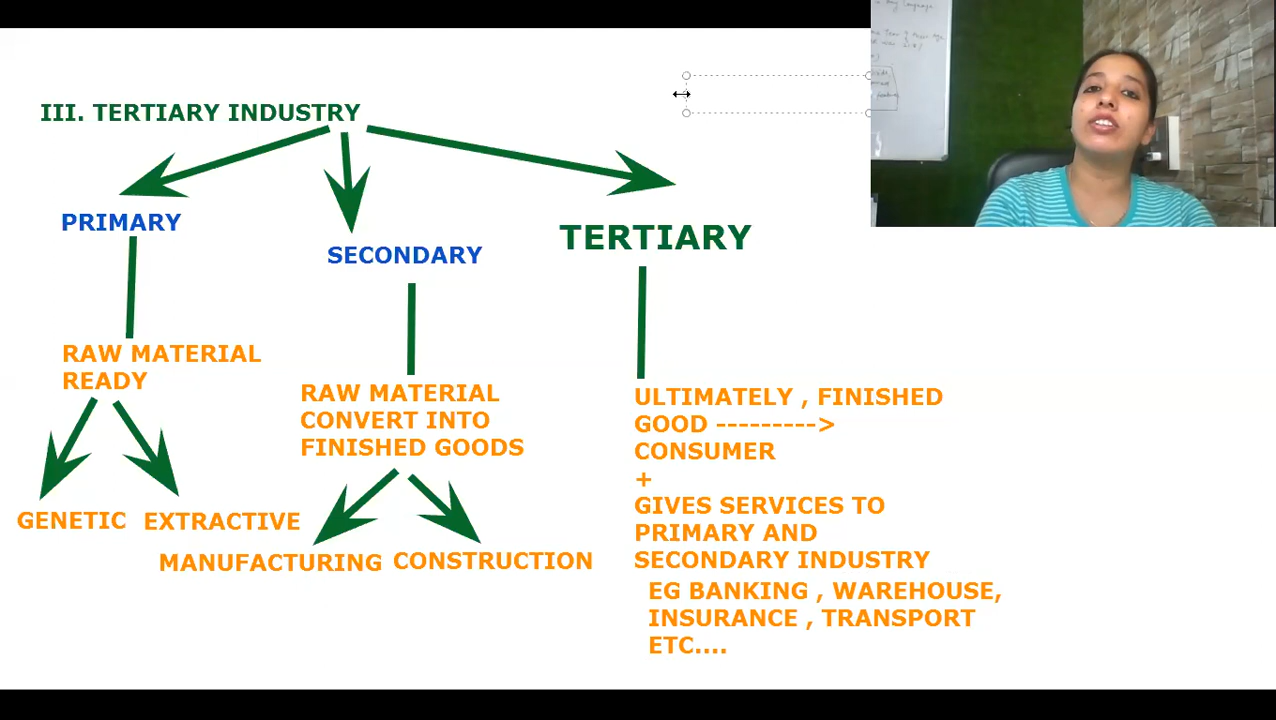 III. TERTIARY INDUSTRY
PRIMARY
SECONDARY
TERTIARY
RAW MATERIAL
READY
GENETIC
EXTRACTIVE
RAW MATERIAL
CONVERT INTO
FINISHED GOODS
MANUFACTURING
CONSTRUCTION
ULTIMATELY , FINISHED
GOOD --------->
CONSUMER
+
GIVES SERVICES TO
PRIMARY AND
SECONDARY INDUSTRY
EG BANKING , WAREHOUSE,
INSURANCE , TRANSPORT
ETC....